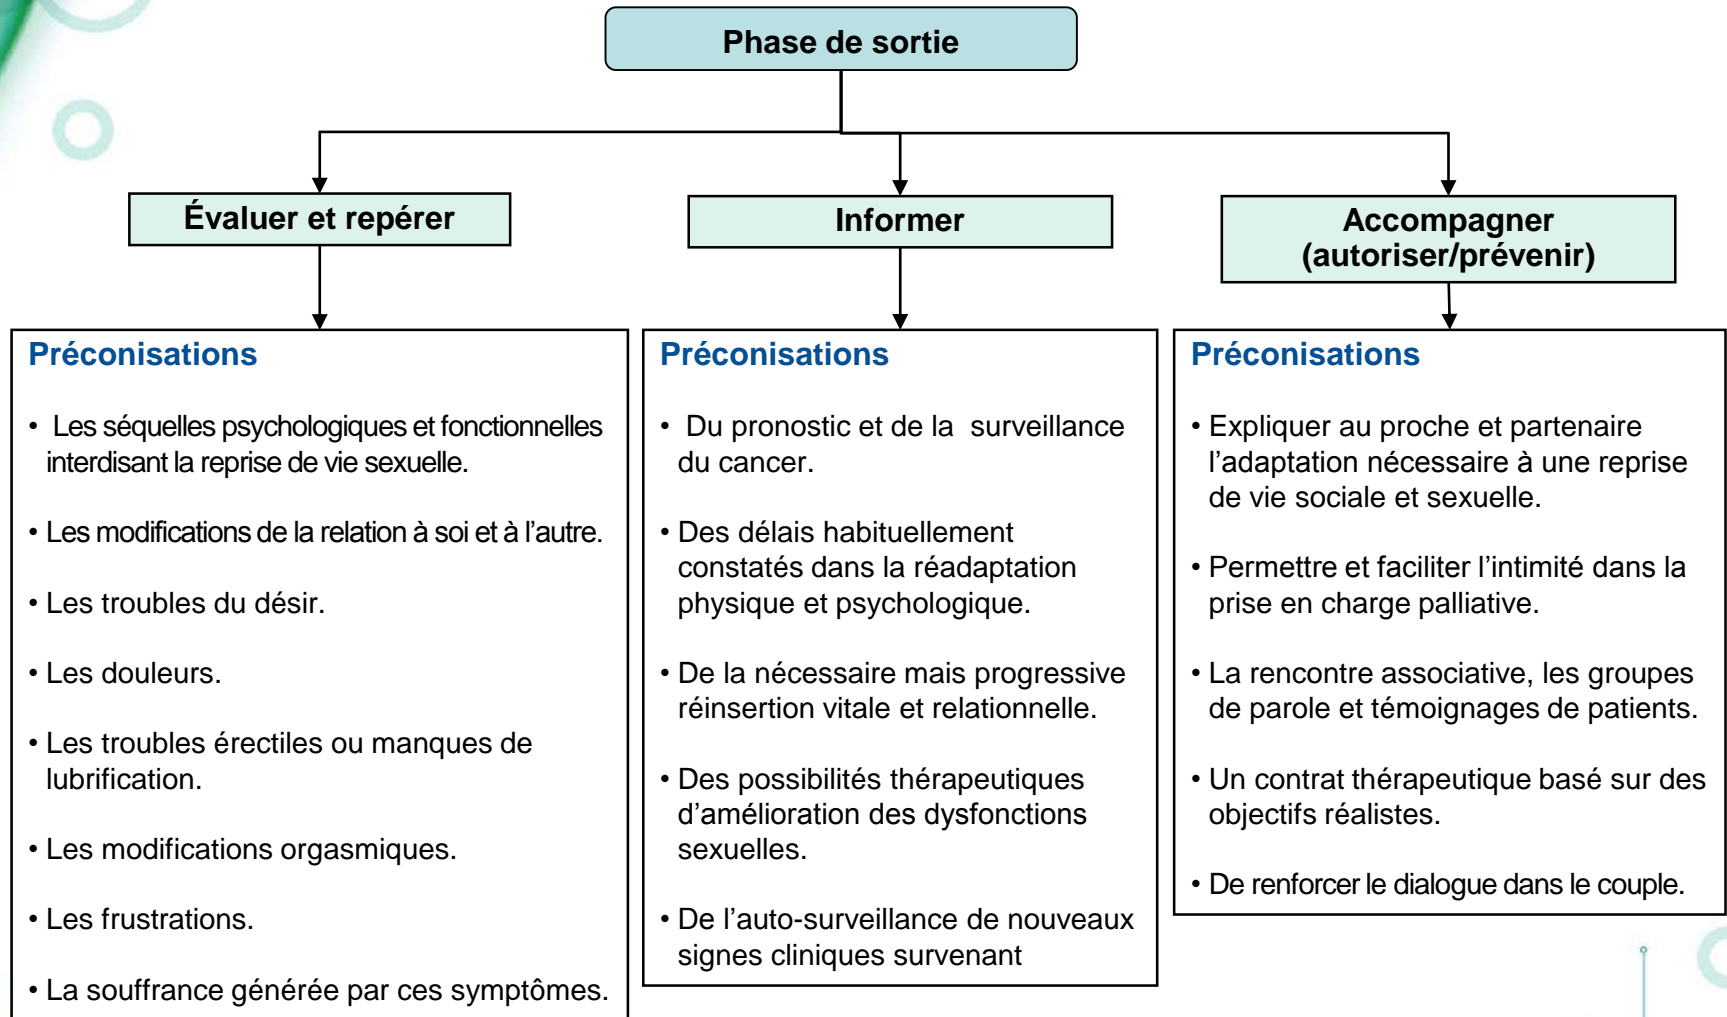 Phase de sortie
Évaluer et repérer
Informer
Accompagner
(autoriser/prévenir)
Préconisations
• Les séquelles psychologiques et fonctionnelles
interdisant la reprise de vie sexuelle.
• Les modifications de la relation à soi et à l’autre.
• Les troubles du désir.
• Les douleurs.
• Les troubles érectiles ou manques de
lubrification.
• Les modifications orgasmiques.
• Les frustrations.
• La souffrance générée par ces symptômes.
Préconisations
• Du pronostic et de la surveillance
du cancer.
• Des délais habituellement
constatés dans la réadaptation
physique et psychologique.
• De la nécessaire mais progressive
réinsertion vitale et relationnelle.
• Des possibilités thérapeutiques
d’amélioration des dysfonctions
sexuelles.
• De l’auto-surveillance de nouveaux
signes cliniques survenant
Préconisations
• Expliquer au proche et partenaire
l’adaptation nécessaire à une reprise
de vie sociale et sexuelle.
• Permettre et faciliter l’intimité dans la
prise en charge palliative.
• La rencontre associative, les groupes
de parole et témoignages de patients.
• Un contrat thérapeutique basé sur des
objectifs réalistes.
• De renforcer le dialogue dans le couple.